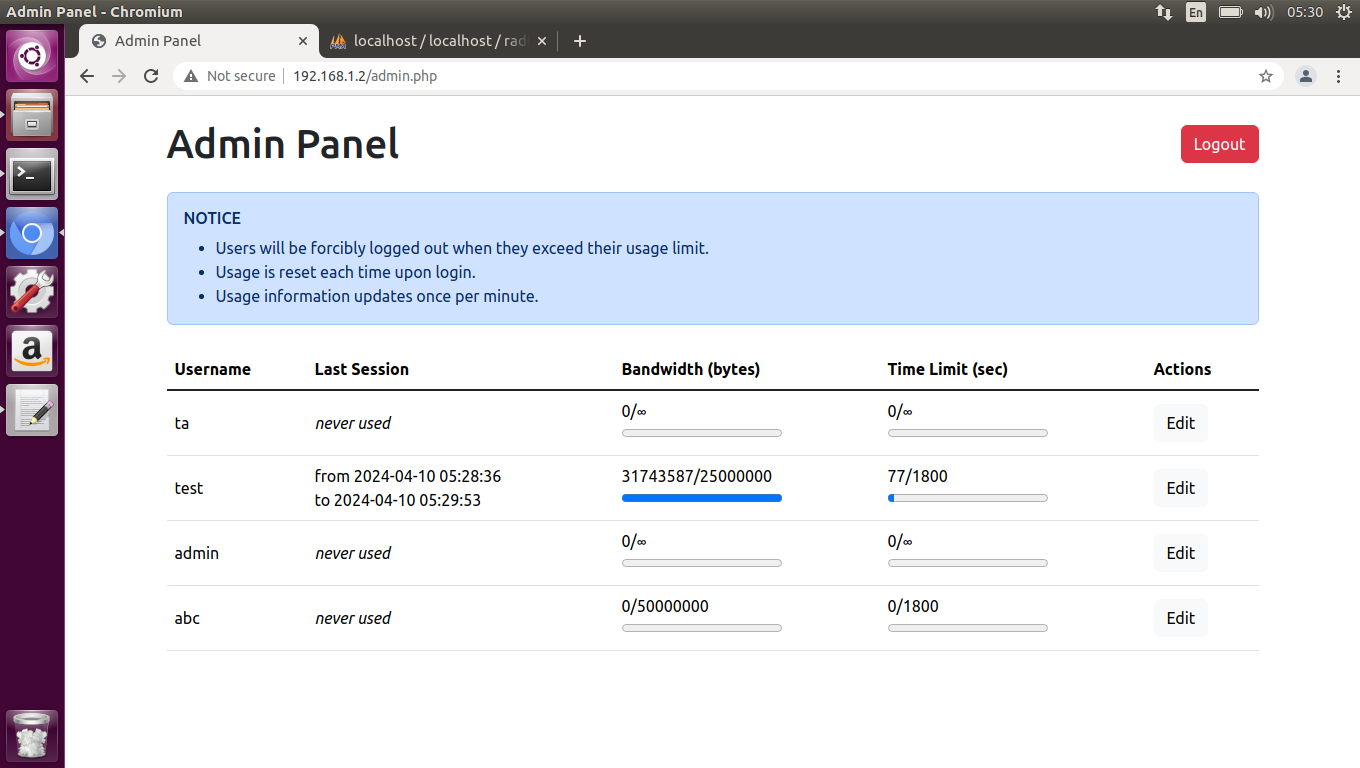 Admin Panel - Chromium
En
05:30
Admin Panel
localhost / localhost / rad
Not secure
192.168.1.2/admin.php
Admin Panel
Logout
NOTICE
Users will be forcibly logged out when they exceed their usage limit.
Usage is reset each time upon login.
Usage information updates once per minute.
Username Last Session Bandwidth (bytes) Time Limit (sec) Actions
ta never used 0/∞ 0/∞ Edit
test from 2024-04-10 05:28:36 31743587/25000000 77/1800 Edit
to 2024-04-10 05:29:53
admin never used 0/∞ 0/∞ Edit
abc never used 0/50000000 0/1800 Edit